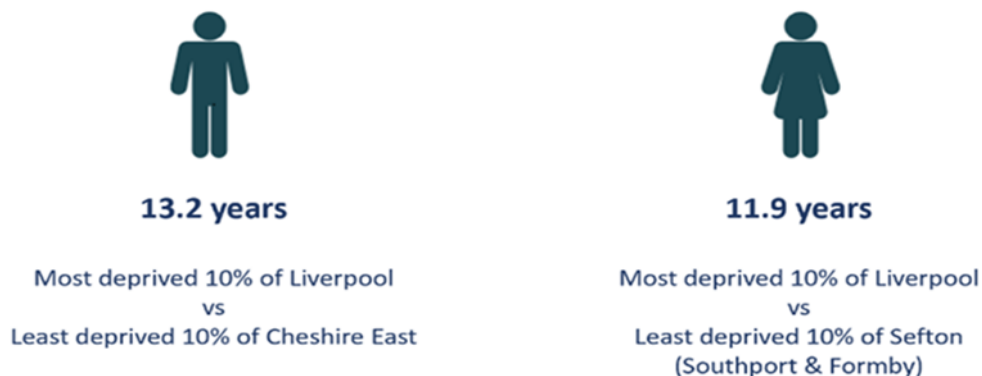 13.2 years
Most deprived 10% of Liverpool
vs
Least deprived 10% of Cheshire East
11.9 years
Most deprived 10% of Liverpool
vs
Least deprived 10% of Sefton
(Southport & Formby)